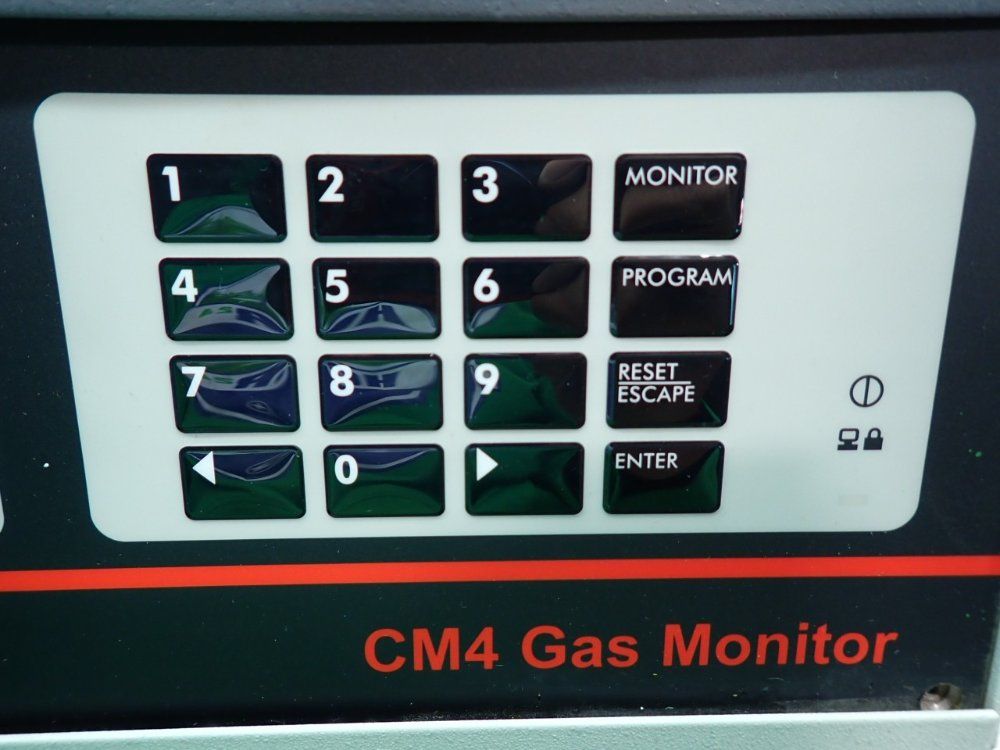 1 2 3 MONITOR
4 5 6 PROGRAM
7 8 9 RESET
ESCAPE
0 ENTER
CM4 Gas Monitor